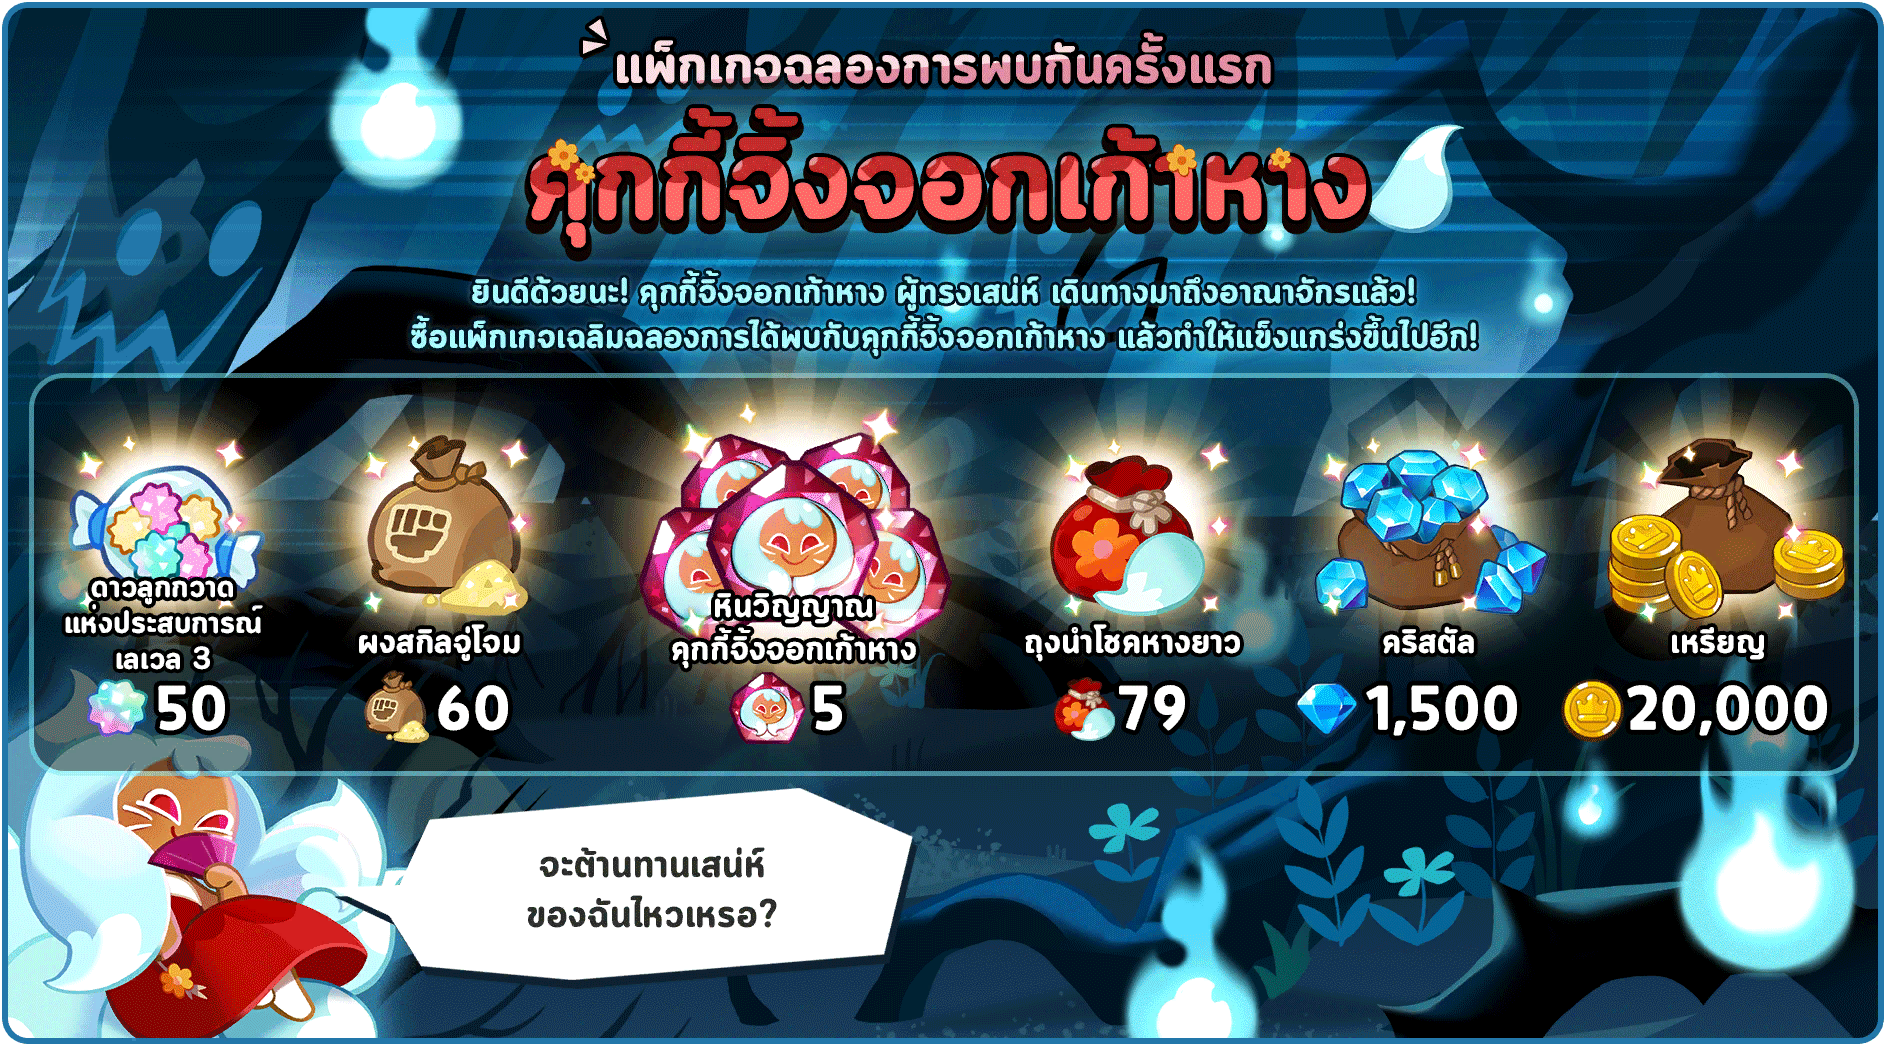 แพ็กเกจฉลองการพบกันครั้งแรก
คุกกี้จิ้งจอกเก้าหาง
ยินดีด้วยนะ! คุกกี้จิ้งจอกเก้าหาง ผู้ทรงเสน่ห์ เดินทางมาถึงอาณาจักรแล้ว!
ซื้อแพ็กเกจเฉลิมฉลองการได้พบกับคุกกี้จิ้งจอกเก้าหาง แล้วทำให้แข็งแกร่งขึ้นไปอีก!
ดาวลูกกวาด
แห่งประสบการณ์
เลเวล 3
50
ผงสกิลจู่โจม
60
หินวิญญาณ
คุกกี้จิ้งจอกเก้าหาง
5
ถุงนำโชคหางยาว
79
คริสตัล
1,500
เหรียญ
20,000
จะต้านทานเสน่ห์
ของฉันไหวเหรอ?